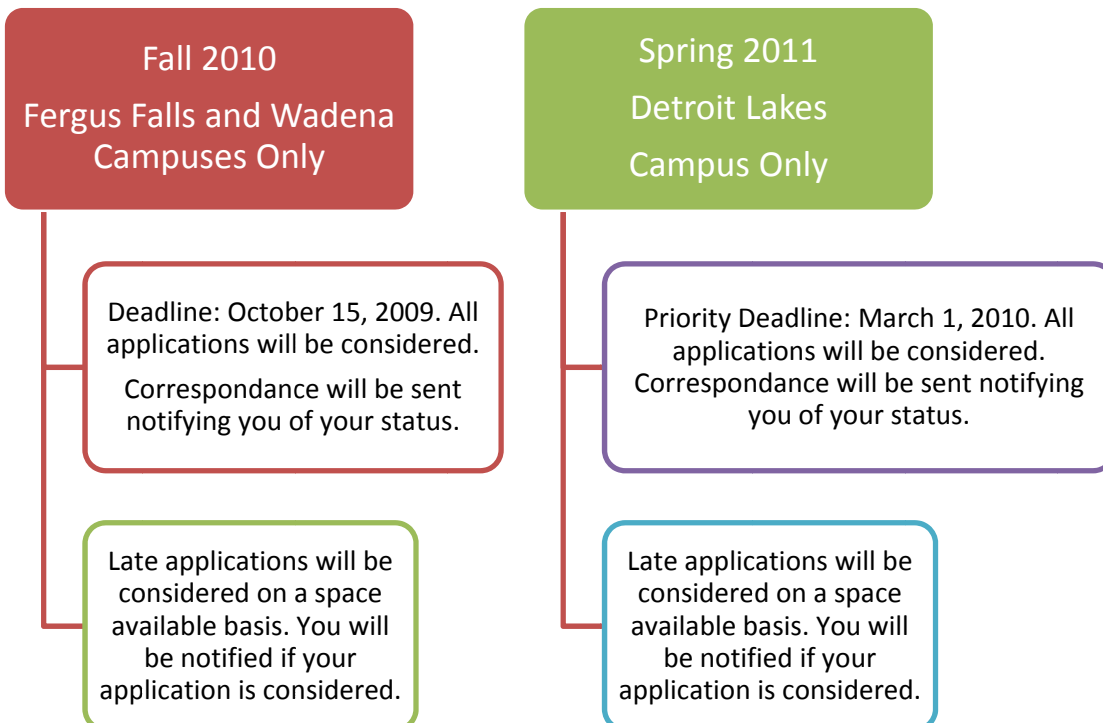 Fall 2010
Fergus Falls and Wadena
Campuses Only
Deadline: October 15, 2009. All
applications will be considered.
Correspondance will be sent
notifying you of your status.
Late applications will be
considered on a space
available basis. You will
be notified if your
application is considered.
Spring 2011
Detroit Lakes
Campus Only
Priority Deadline: March 1, 2010. All
applications will be considered.
Correspondance will be sent notifying
you of your status.
Late applications will be
considered on a space
available basis. You will
be notified if your
application is considered.